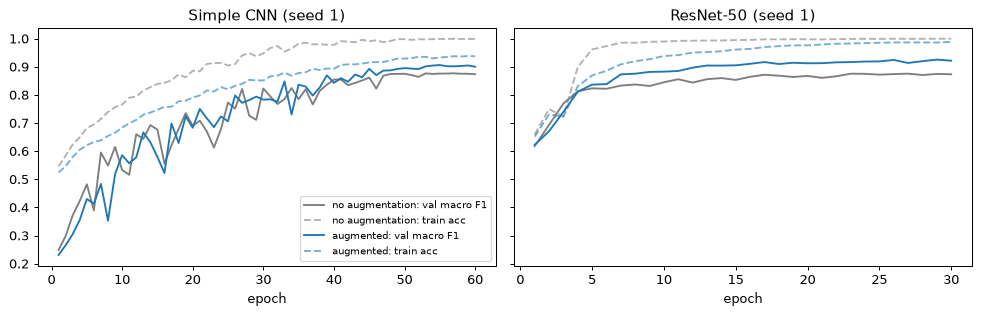 Simple CNN (seed 1)
1.0
0.9
0.8
0.7
0.6
0.5
0.4
0.3
0.2
0
10
20
30
40
50
60
epoch
no augmentation: val macro F1
no augmentation: train acc
augmented: val macro F1
augmented: train acc
ResNet-50 (seed 1)
0
5
10
15
20
25
30
epoch